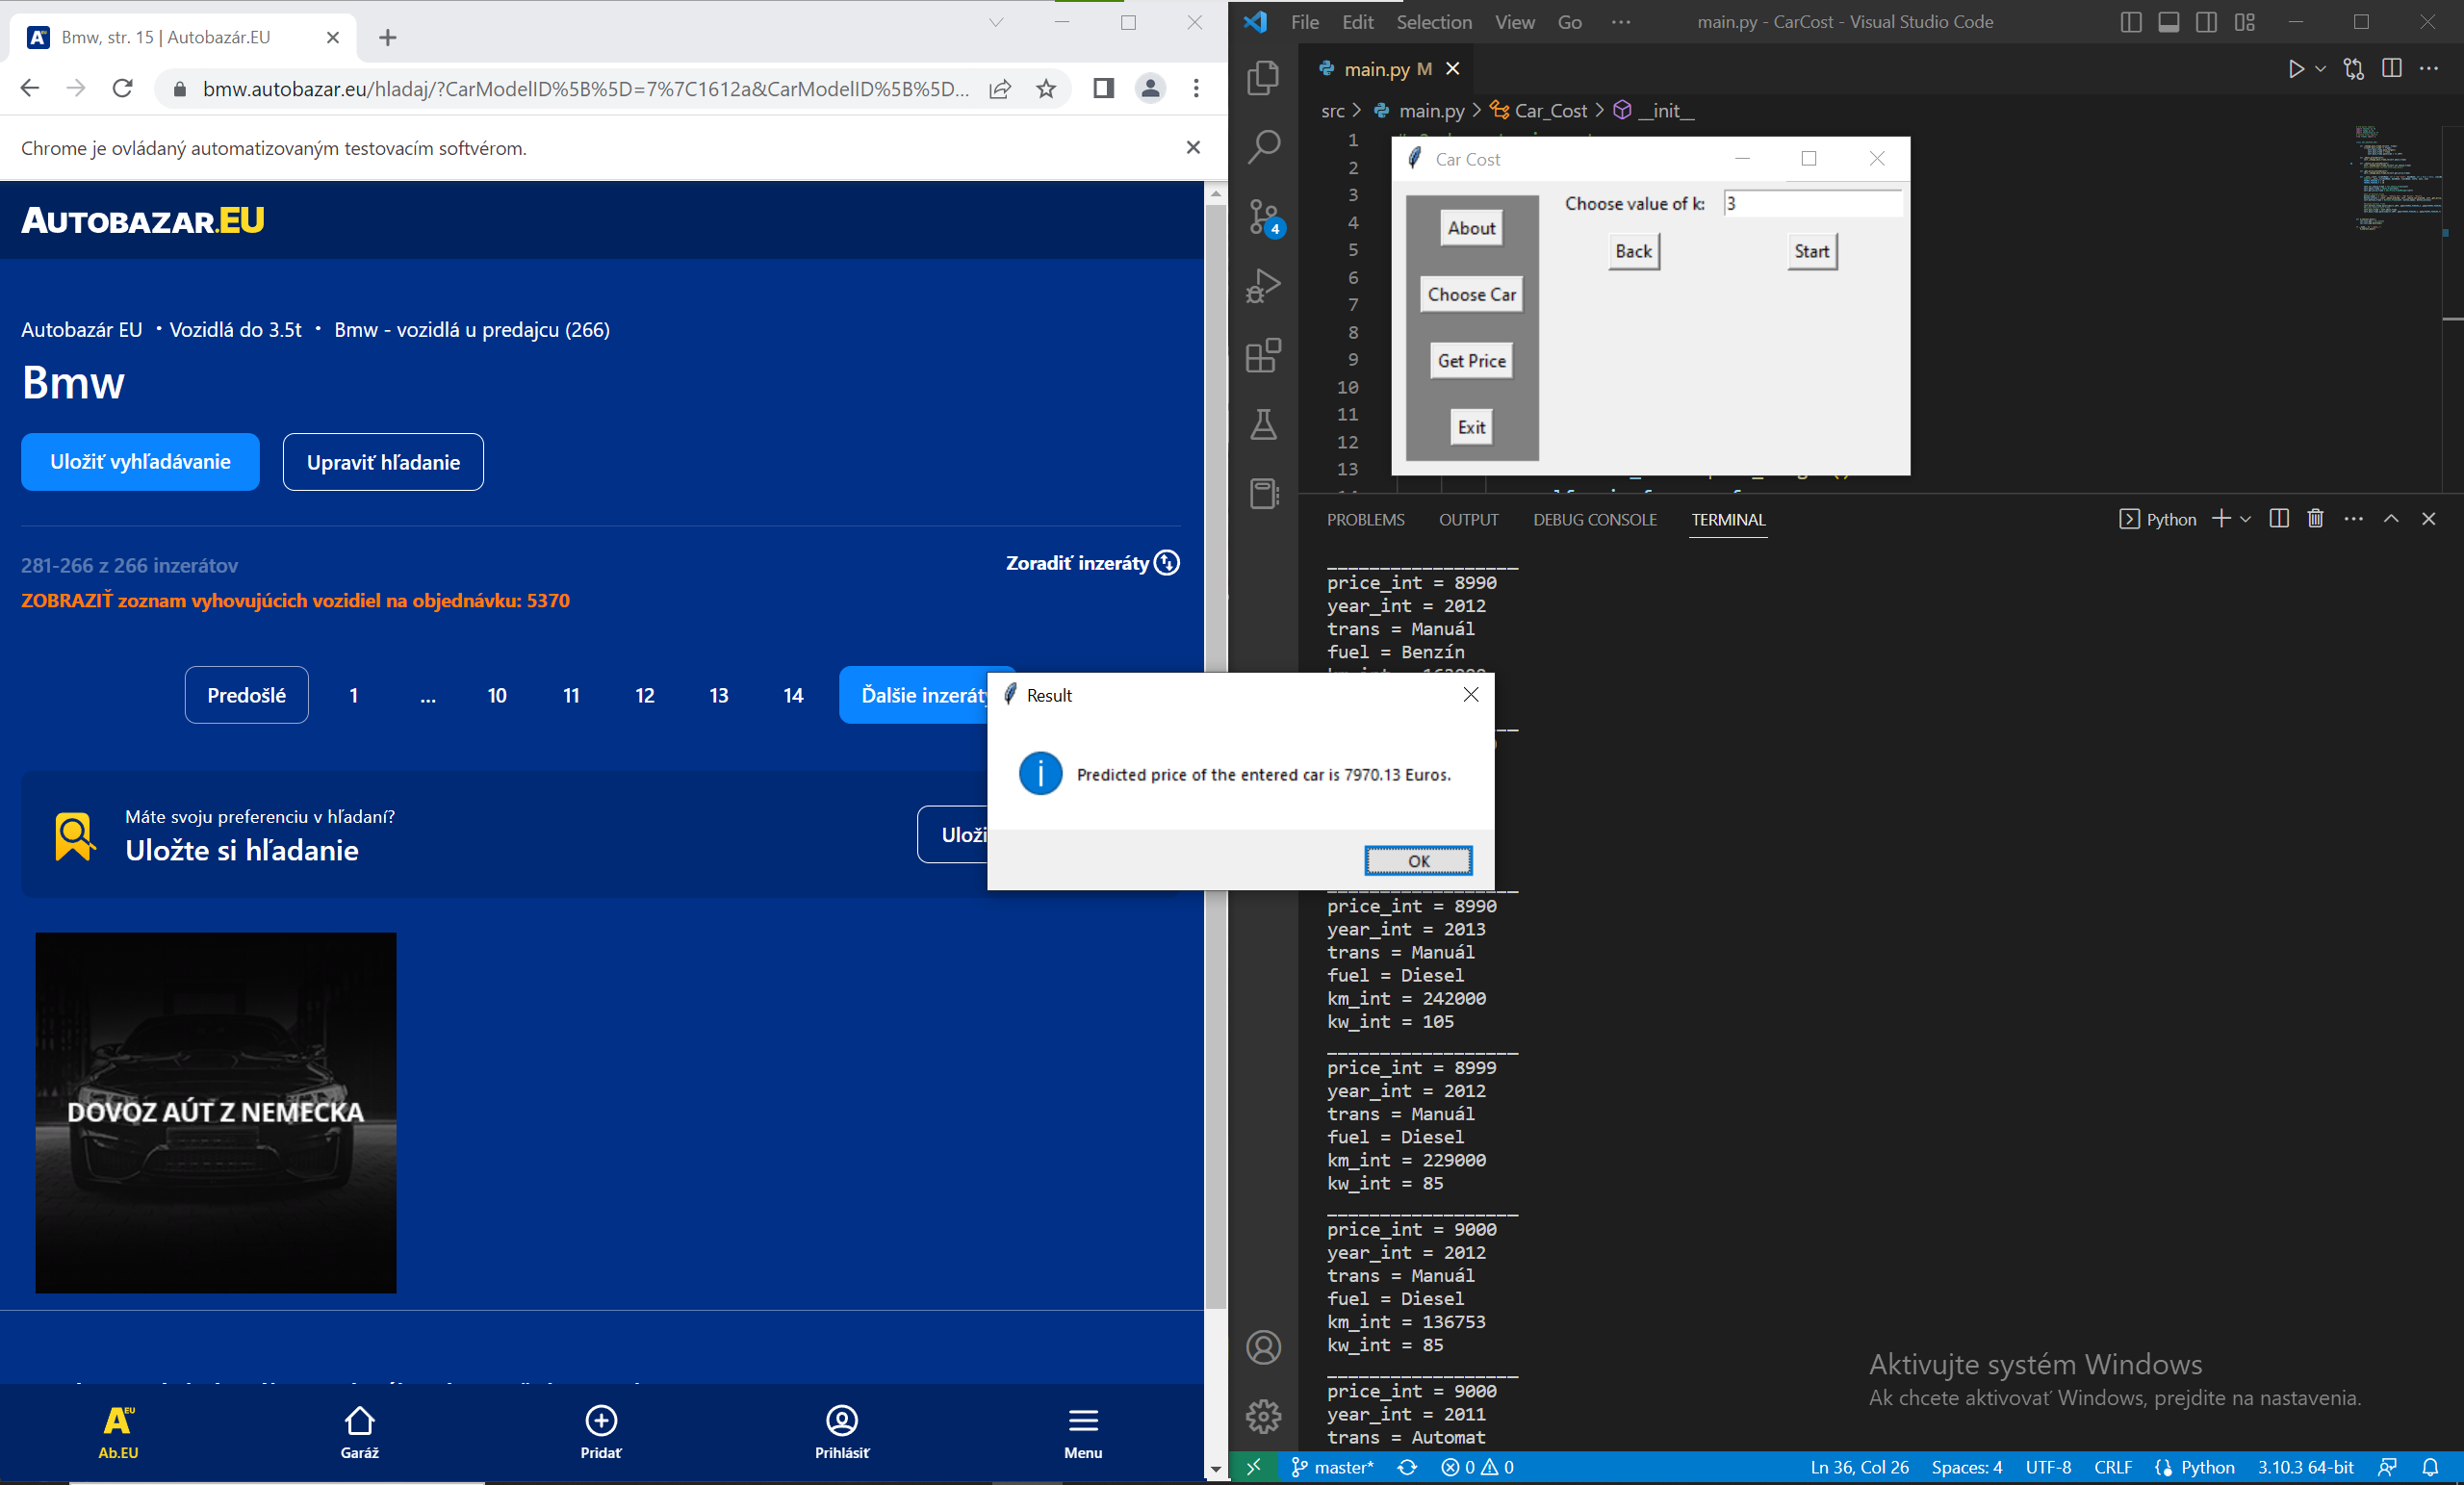 Bmw, str. 15 | Autobazár.EU
bmw.autobazar.eu/hladaj/?CarModelID%5B%5D=7%7C1612a&CarModelID%5B%5D...
Chrome je ovládaný automatizovaným testovacím softvérom.
AUTOBAZAR.EU
Autobazár EU • Vozidlá do 3.5t • Bmw - vozidlá u predajcu (266)
Bmw
Uložiť vyhľadávanie
Upraviť hľadanie
281-266 z 266 inzerátov
Zoradiť inzeráty
ZOBRAZIŤ zoznam vyhovujúcich vozidiel na objednávku: 5370
Predošlé 1 ... 10 11 12 13 14 Ďalšie inzeráty
Máte svoju preferenciu v hľadaní?
Uložte si hľadanie
DOVOZ AÚT Z NEMECKA
Ab.EU
Garáž
Pridať
Prihlásiť
Menu
File Edit Selection View Go ···
main.py - CarCost - Visual Studio Code
main.py M
src > main.py > Car_Cost > __init__
1
2
3
4
5
6
7
8
9
10
11
12
13
4
Car Cost
About
Choose Car
Get Price
Exit
Choose value of k: 3
Back
Start
PROBLEMS OUTPUT DEBUG CONSOLE TERMINAL
Python
__________________
price_int = 8990
year_int = 2012
trans = Manuál
fuel = Benzín
Result
Predicted price of the entered car is 7970.13 Euros.
OK
__________________
price_int = 8990
year_int = 2013
trans = Manuál
fuel = Diesel
km_int = 242000
kw_int = 105
__________________
price_int = 8999
year_int = 2012
trans = Manuál
fuel = Diesel
km_int = 229000
kw_int = 85
__________________
price_int = 9000
year_int = 2012
trans = Manuál
fuel = Diesel
km_int = 136753
kw_int = 85
__________________
price_int = 9000
year_int = 2011
trans = Automat
Aktivujte systém Windows
Ak chcete aktivovať Windows, prejdite na nastavenia.
master* 0 0
Ln 36, Col 26 Spaces: 4 UTF-8 CRLF Python 3.10.3 64-bit